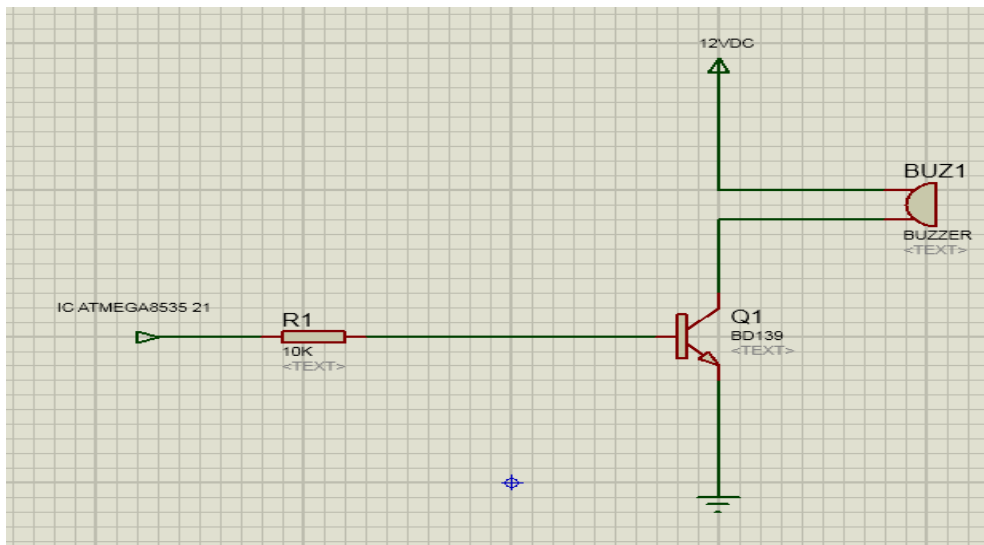 12VDC
BUZ1
BUZZER
<TEXT>
IC ATMEGA8535 21
R1
10K
<TEXT>
Q1
BD139
<TEXT>